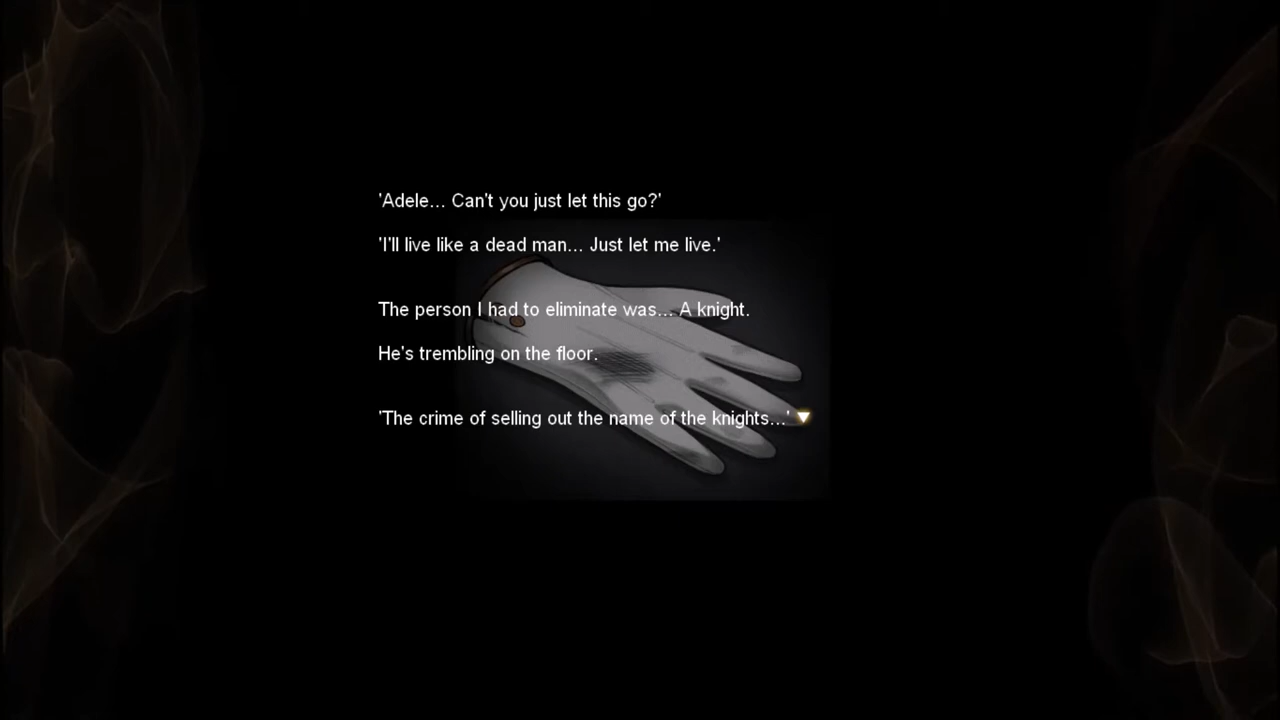 'Adele... Can't you just let this go?'
'I'll live like a dead man... Just let me live.'
The person I had to eliminate was... A knight.
He's trembling on the floor.
'The crime of selling out the name of the knights...'